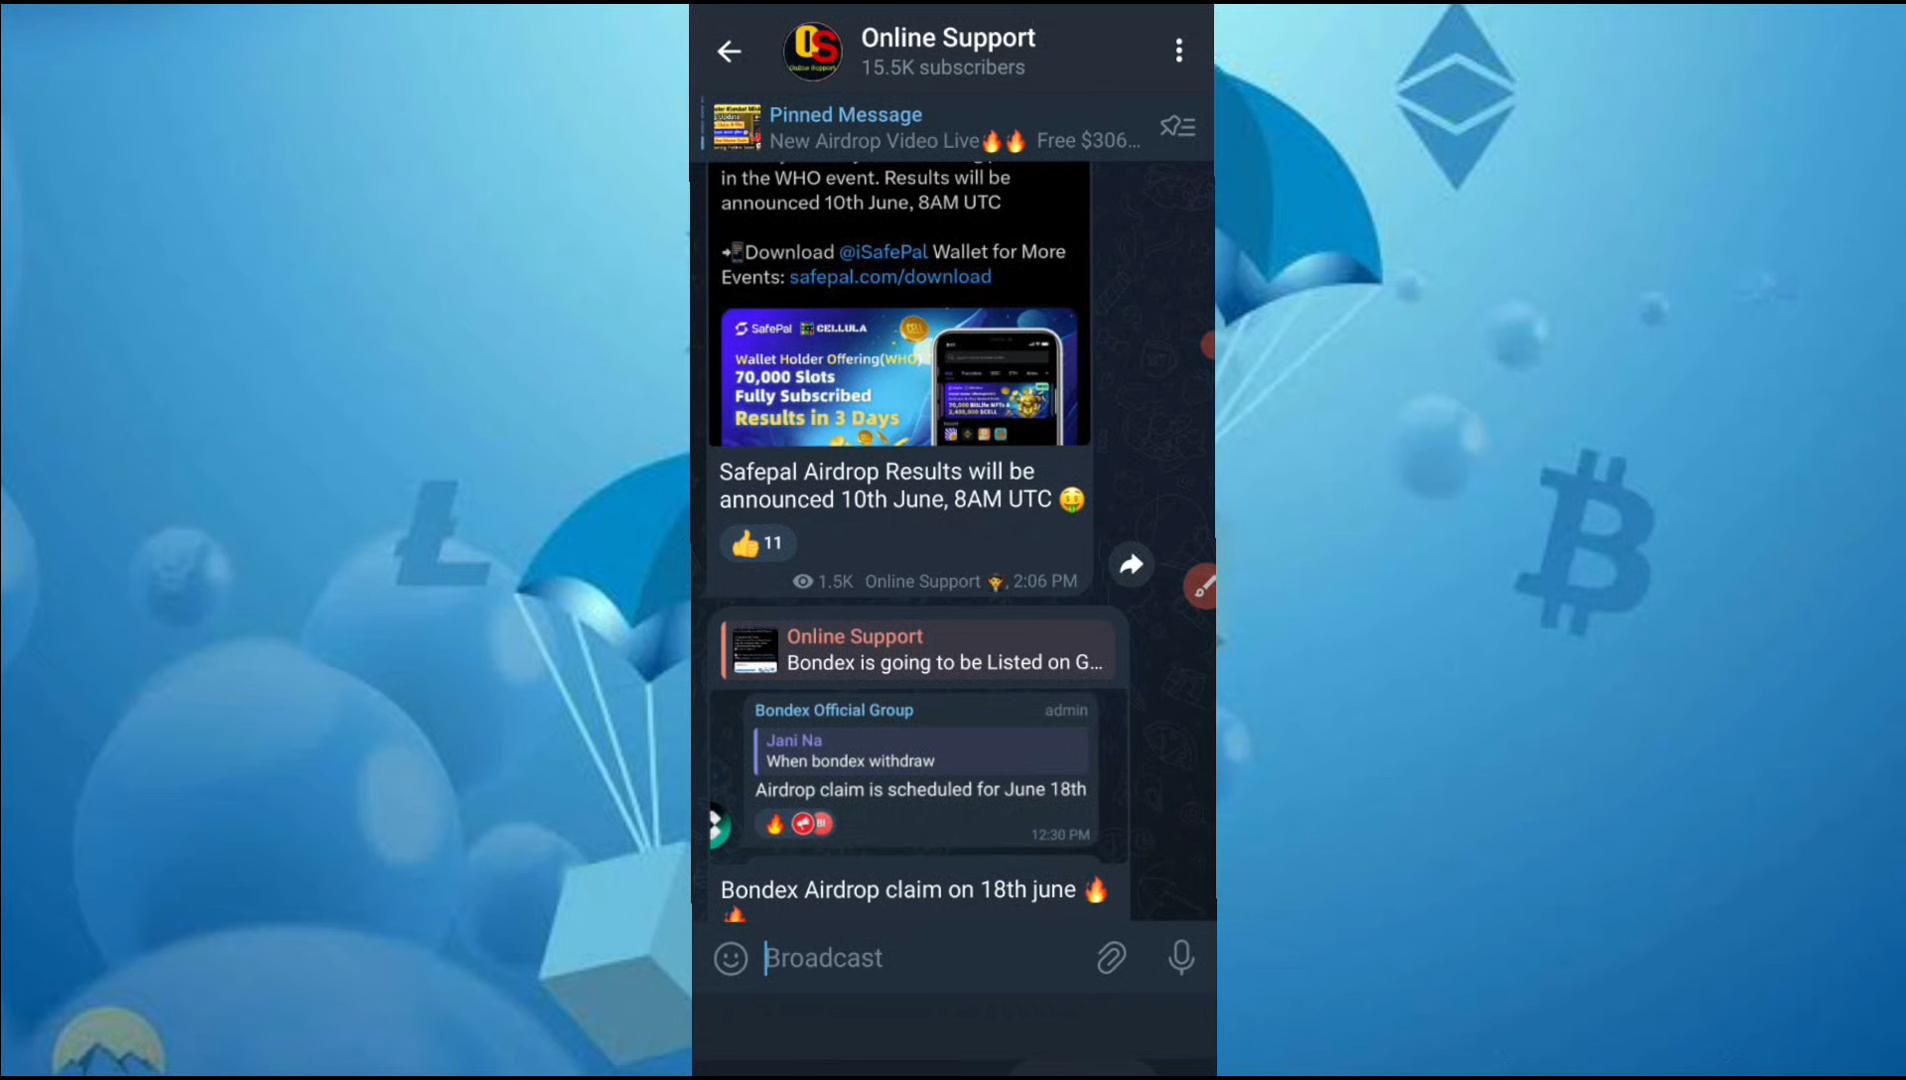 Online Support
15.5K subscribers
Pinned Message
New Airdrop Video Live🔥🔥 Free $306...
in the WHO event. Results will be
announced 10th June, 8AM UTC
📲Download @iSafePal Wallet for More
Events: safepal.com/download
SafePal CELLULA
Wallet Holder Offering(WHO)
70,000 Slots
Fully Subscribed
Results in 3 Days
Safepal Airdrop Results will be
announced 10th June, 8AM UTC 🤑
👍 11
1.5K Online Support , 2:06 PM
Online Support
Bondex is going to be Listed on G...
Bondex Official Group admin
Jani Na
When bondex withdraw
Airdrop claim is scheduled for June 18th
12:30 PM
Bondex Airdrop claim on 18th june 🔥
🔥
Broadcast